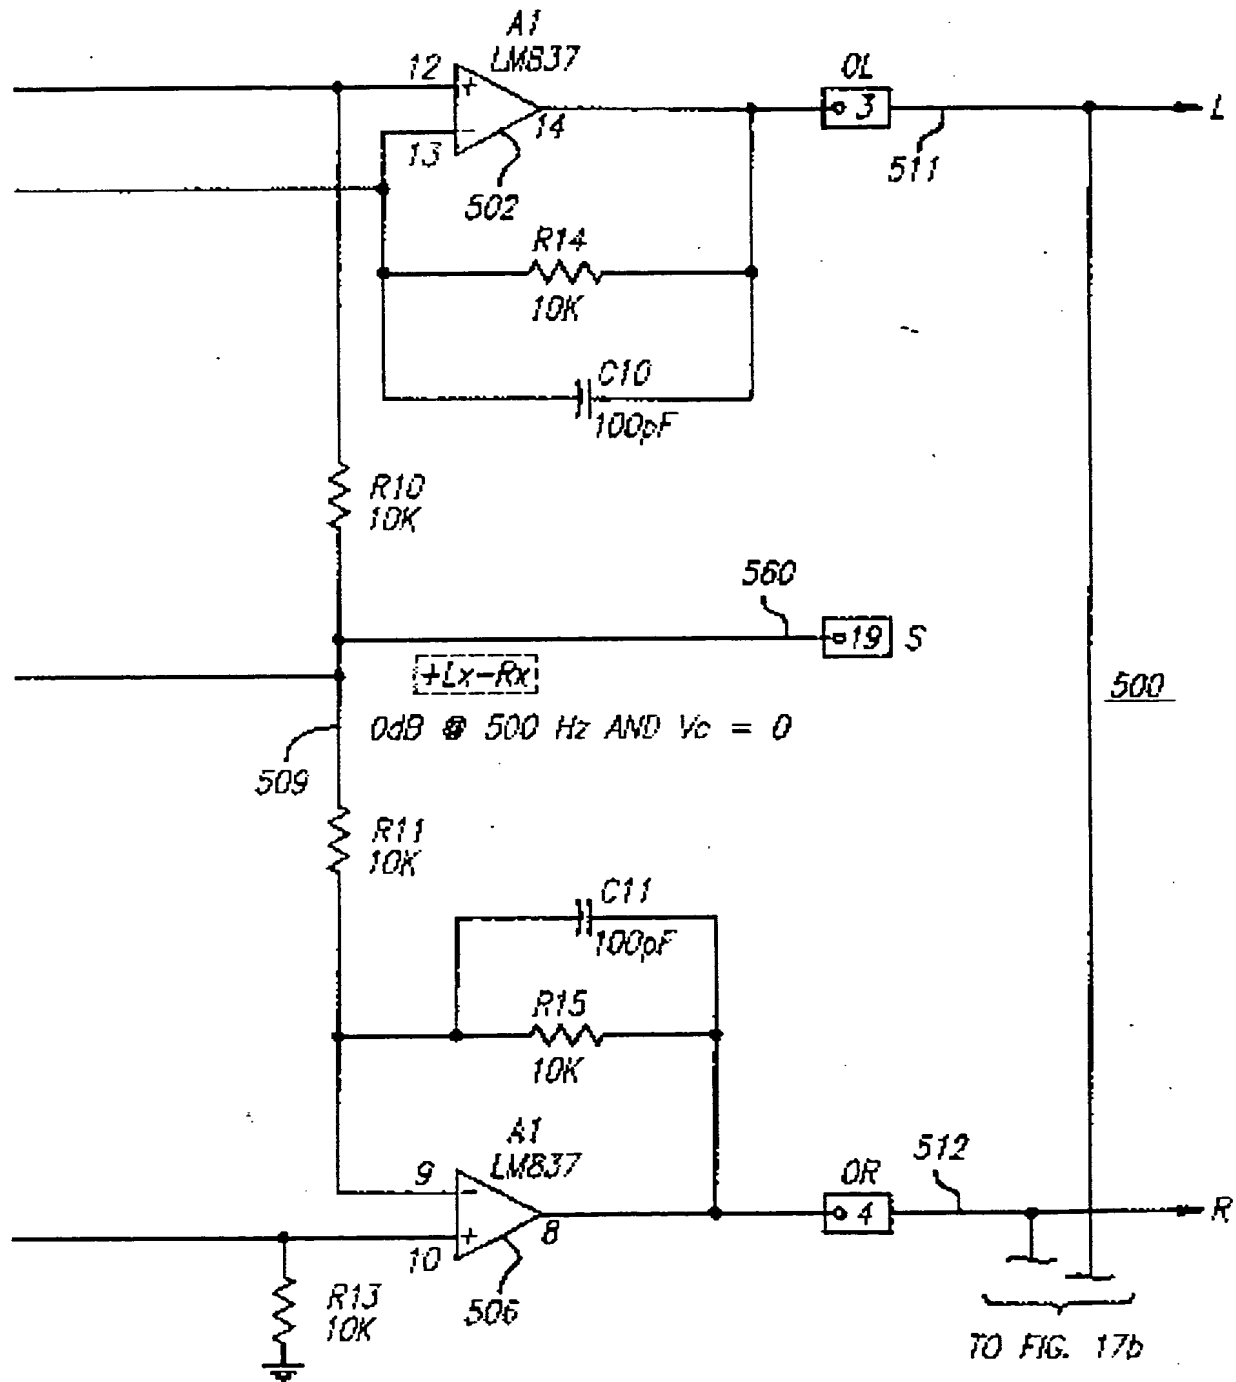 A1
LM837
12
+
-
13
14
502
OL
3
511
L
R14
10K
C10
100pF
R10
10K
560
19 S
+Lx-Rx
500
0dB @ 500 Hz AND Vc = 0
509
R11
10K
C11
100pF
R15
10K
A1
LM837
9
-
+
10
8
506
OR
4
512
R
R13
10K
TO FIG. 17b